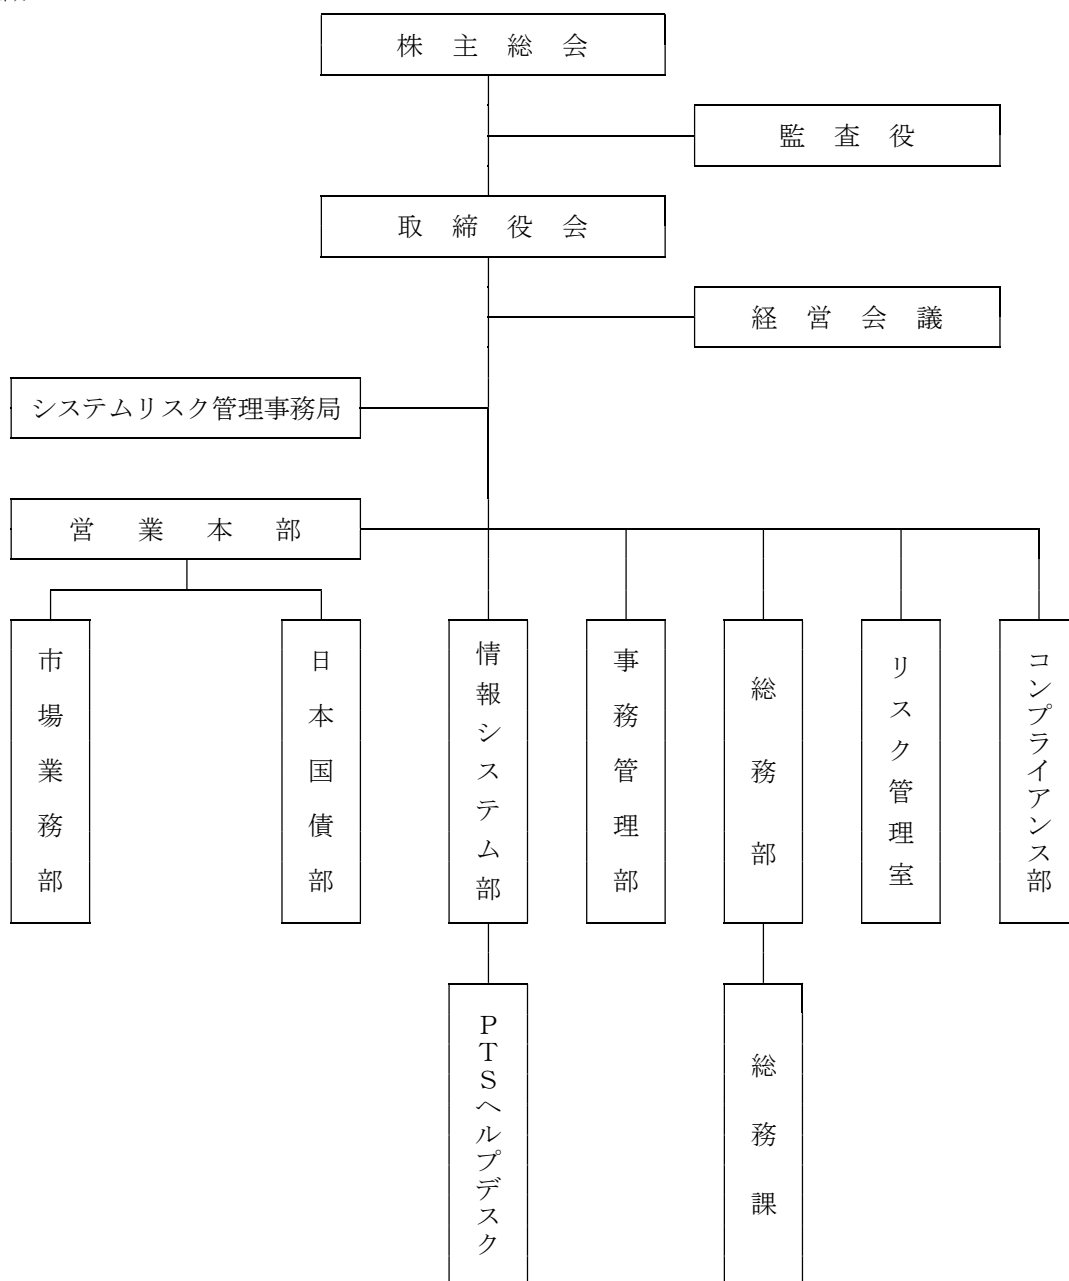 株主総会
監査役
取締役会
経営会議
システムリスク管理事務局
営業本部
市場業務部
日本国債部
情報システム部
事務管理部
総務部
リスク管理室
コンプライアンス部
PTSヘルプデスク
総務課